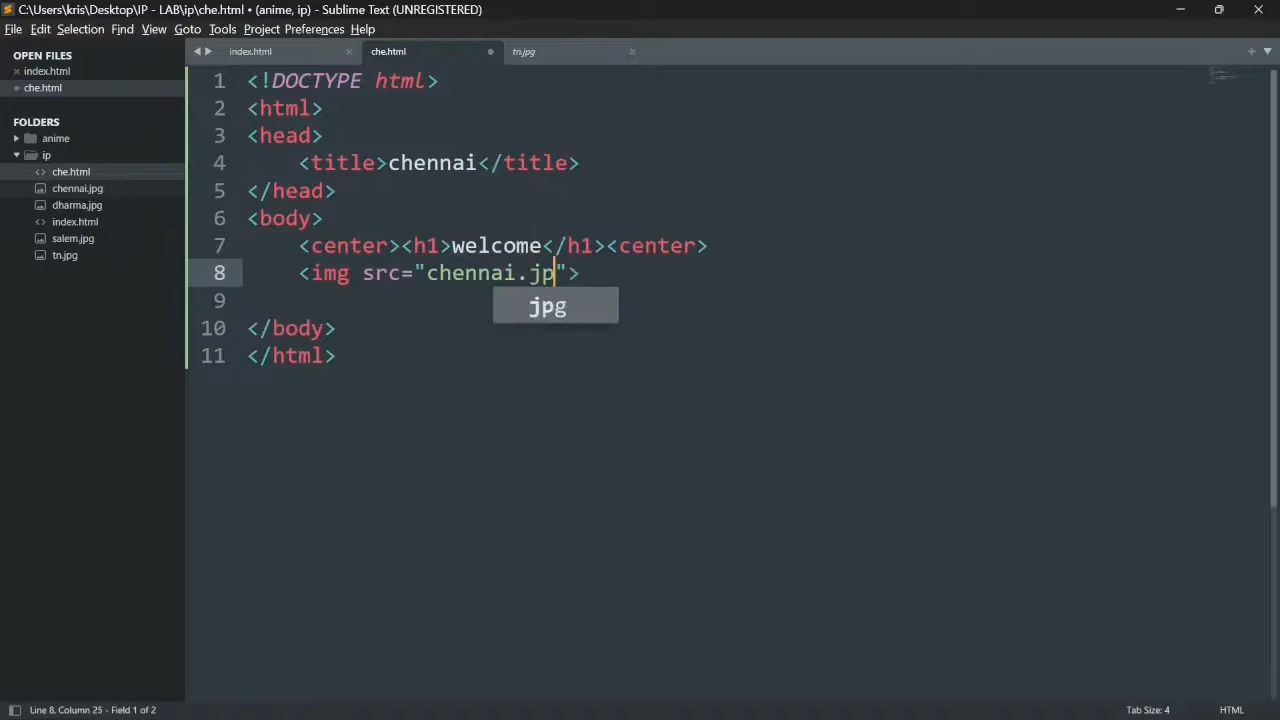 C:\Users\kris\Desktop\IP - LAB\ip\che.html • (anime, ip) - Sublime Text (UNREGISTERED)
File Edit Selection Find View Goto Tools Project Preferences Help
OPEN FILES
index.html
che.html
FOLDERS
anime
ip
che.html
chennai.jpg
dharma.jpg
index.html
salem.jpg
tn.jpg
index.html che.html tn.jpg
1 <!DOCTYPE html>
2 <html>
3 <head>
4 <title>chennai</title>
5 </head>
6 <body>
7 <center><h1>welcome</h1><center>
8 <img src="chennai.jp">
jpg
9
10 </body>
11 </html>
Line 8, Column 23 - Field 1 of 2 Tab Size: 4 HTML